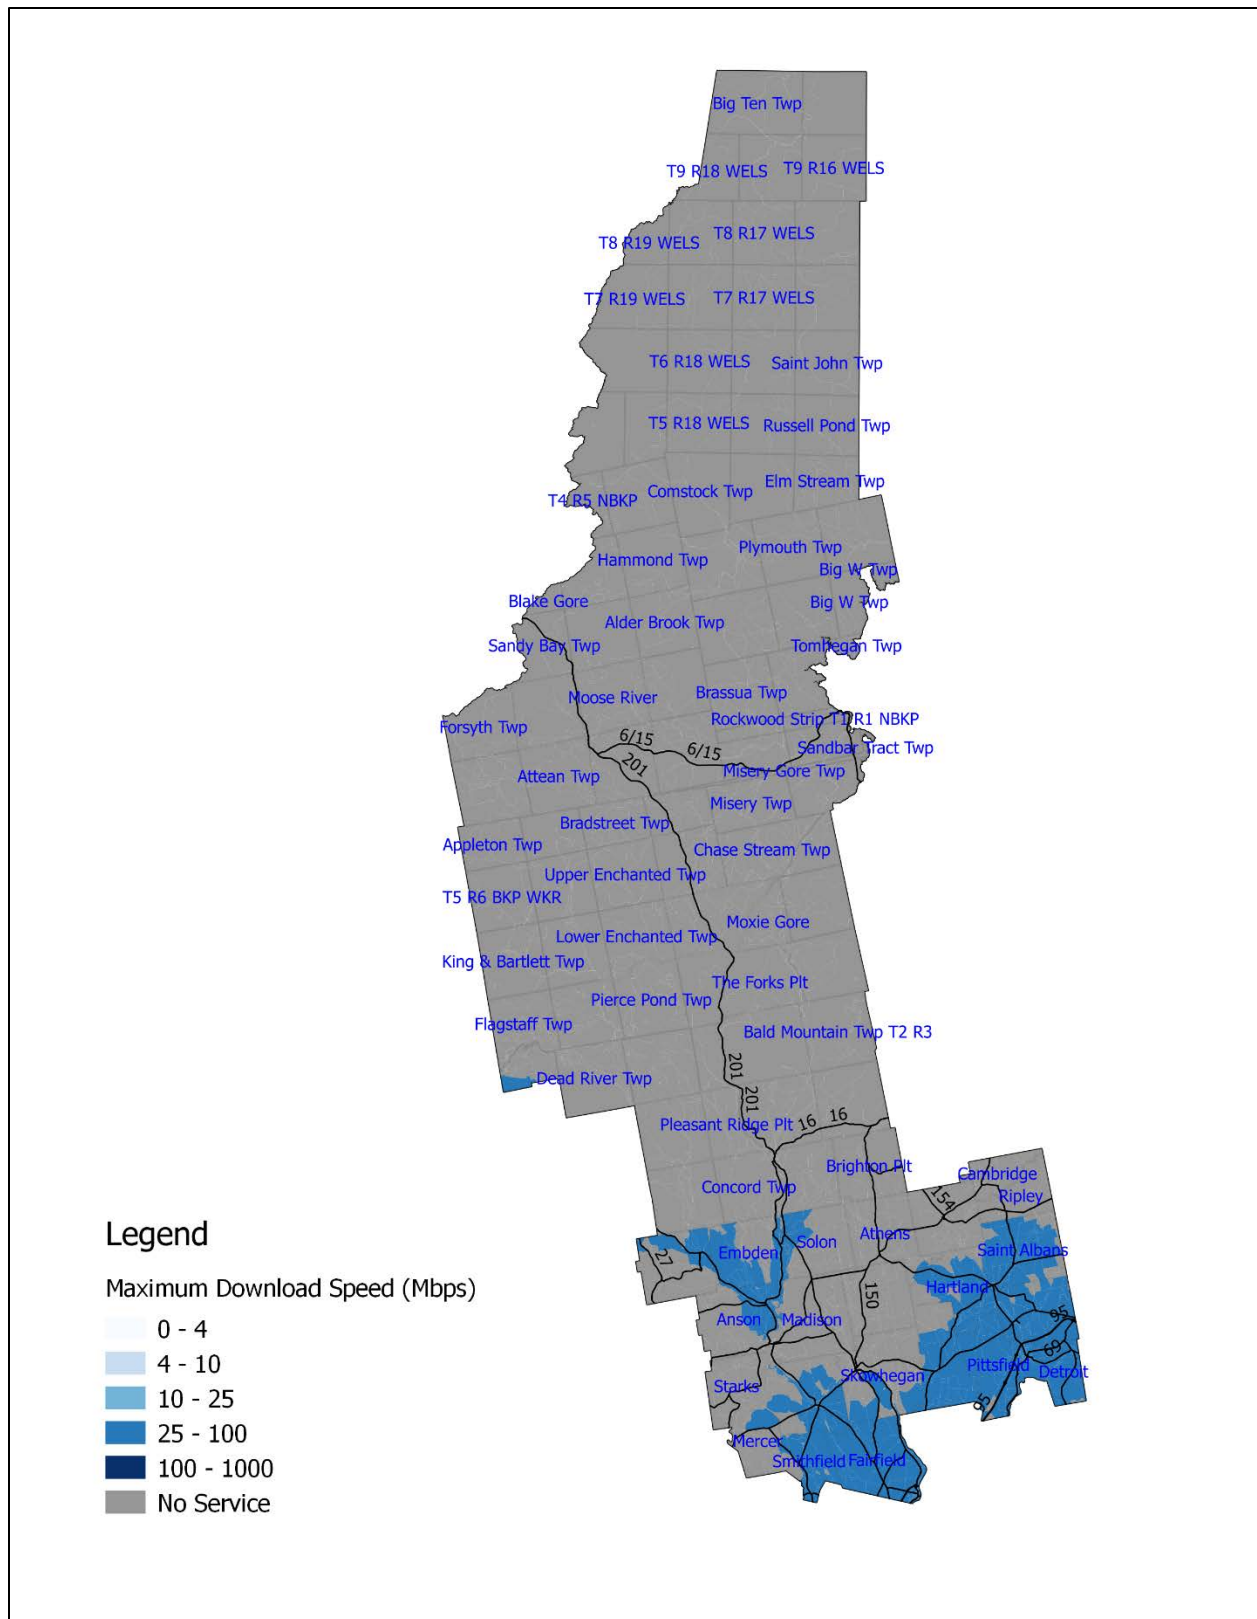 Big Ten Twp
T9 R18 WELS
T9 R16 WELS
T8 R19 WELS
T8 R17 WELS
T7 R19 WELS
T7 R17 WELS
T6 R18 WELS
Saint John Twp
T5 R18 WELS
Russell Pond Twp
Elm Stream Twp
Comstock Twp
T4 R5 NBKP
Plymouth Twp
Hammond Twp
Big W Twp
Blake Gore
Big W Twp
Alder Brook Twp
Sandy Bay Twp
Tomhegan Twp
Moose River
Brassua Twp
Rockwood Strip T1 R1 NBKP
Forsyth Twp
6/15
6/15
Sandbar Tract Twp
201
Attean Twp
Misery Gore Twp
Misery Twp
Bradstreet Twp
Appleton Twp
Chase Stream Twp
Upper Enchanted Twp
T5 R6 BKP WKR
Moxie Gore
Lower Enchanted Twp
King & Bartlett Twp
The Forks Plt
Pierce Pond Twp
Flagstaff Twp
Bald Mountain Twp T2 R3
201
Dead River Twp
201
Pleasant Ridge Plt
16
16
Brighton Plt
Cambridge
Concord Twp
154
Ripley
Legend
Athens
Solon
Embden
Saint Albans
27
Maximum Download Speed (Mbps)
Hartland
150
95
0 - 4
Anson
Madison
4 - 10
69
10 - 25
Pittsfield
Detroit
Skowhegan
Starks
25 - 100
95
Mercer
100 - 1000
Smithfield
Fairfield
No Service